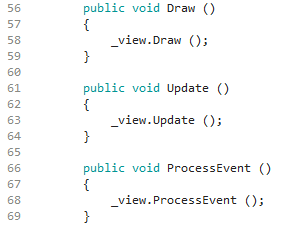 56 public void Draw ()
57 {
58 _view.Draw ();
59 }
60
61 public void Update ()
62 {
63 _view.Update ();
64 }
65
66 public void ProcessEvent ()
67 {
68 _view.ProcessEvent ();
69 }